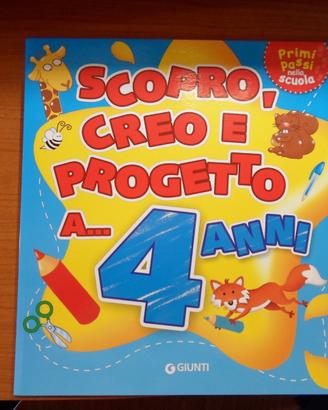 Primi
passi
nella
scuola
SCOPRO,
CREO E
PROGETTO
A... 4 ANNI
GIUNTI